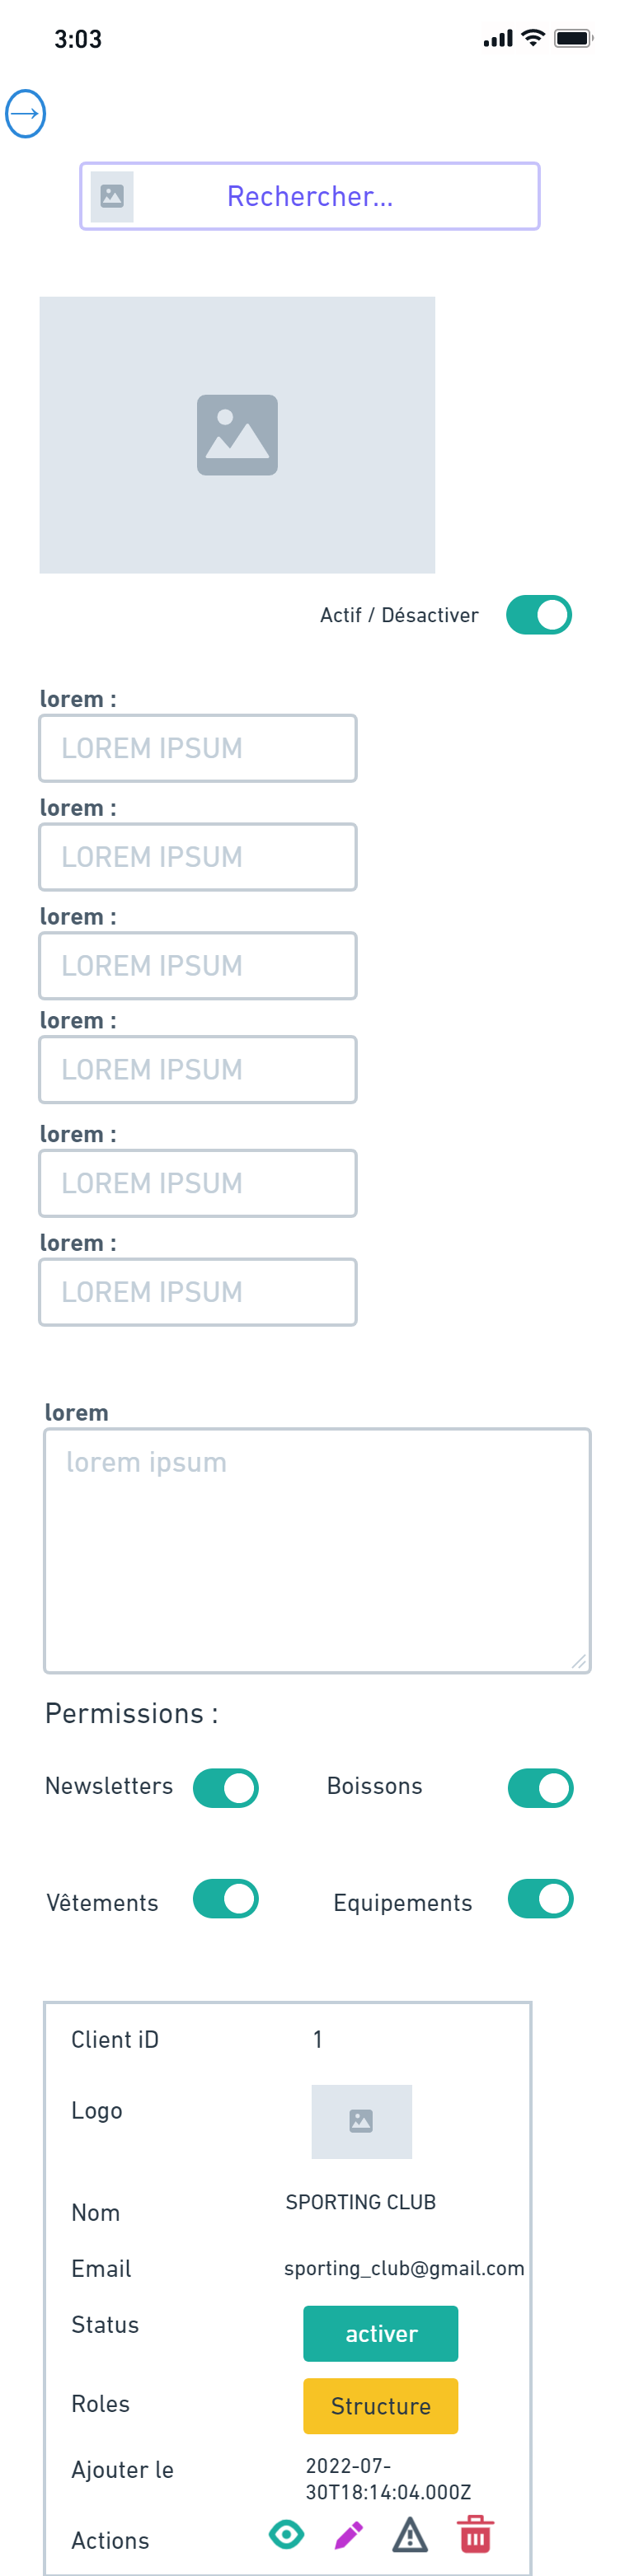 3:03
Rechercher...
Actif / Désactiver
lorem :
LOREM IPSUM
lorem :
LOREM IPSUM
lorem :
LOREM IPSUM
lorem :
LOREM IPSUM
lorem :
LOREM IPSUM
lorem :
LOREM IPSUM
lorem
lorem ipsum
Permissions :
Newsletters Boissons
Vêtements Equipements
Client iD 1
Logo
Nom SPORTING CLUB
Email sporting_club@gmail.com
Status activer
Roles Structure
Ajouter le 2022-07-
30T18:14:04.000Z
Actions